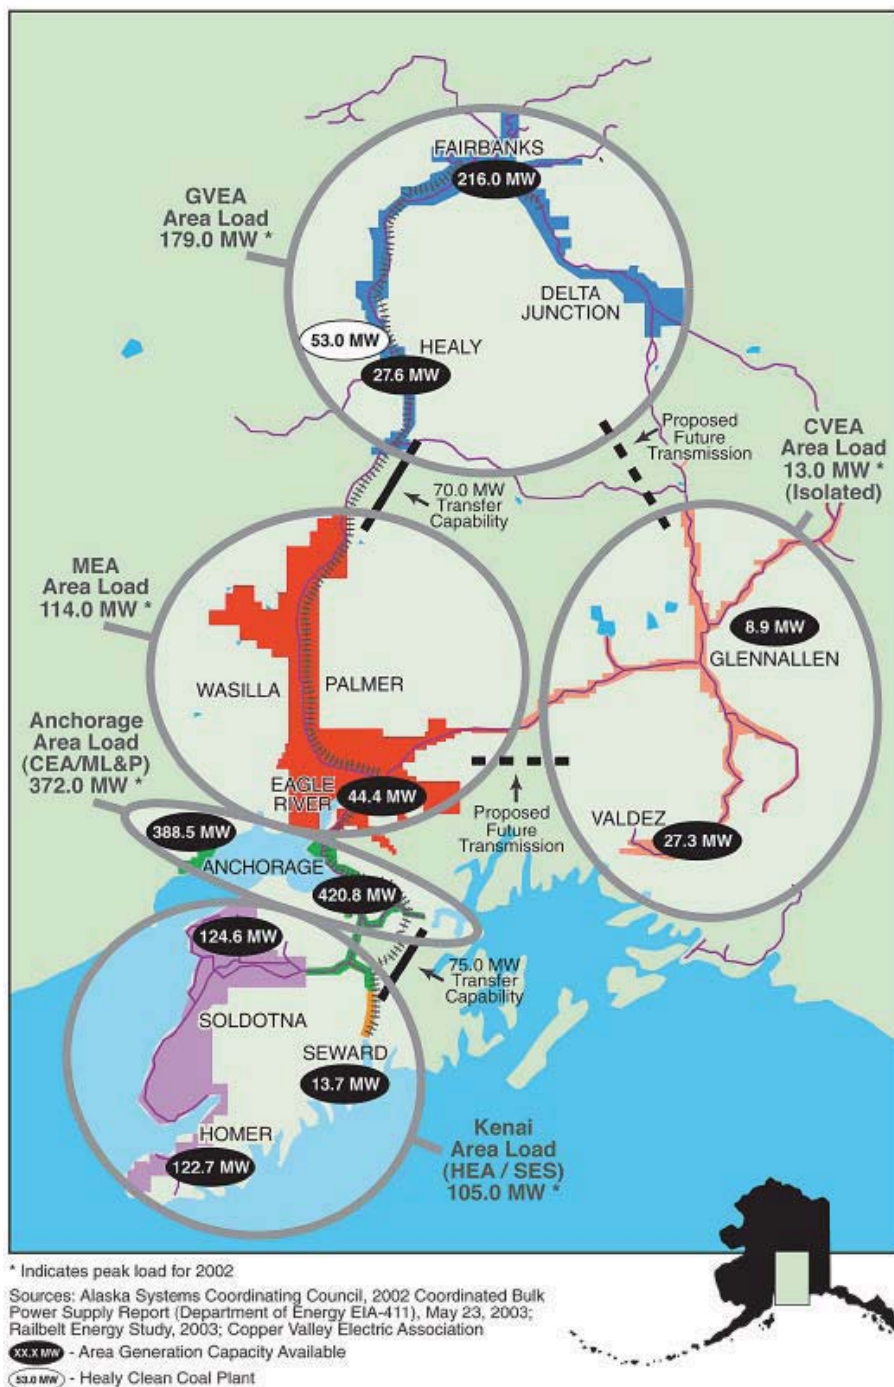 FAIRBANKS
216.0 MW
GVEA
Area Load
179.0 MW *
DELTA
JUNCTION
53.0 MW
HEALY
27.6 MW
Proposed
Future
Transmission
CVEA
Area Load
13.0 MW *
(Isolated)
70.0 MW
Transfer
Capability
MEA
Area Load
114.0 MW *
8.9 MW
GLENNALLEN
WASILLA
PALMER
Anchorage
Area Load
(CEA/ML&P)
372.0 MW *
EAGLE
RIVER
44.4 MW
Proposed
Future
Transmission
VALDEZ
27.3 MW
388.5 MW
ANCHORAGE
420.8 MW
124.6 MW
75.0 MW
Transfer
Capability
SOLDOTNA
SEWARD
13.7 MW
HOMER
122.7 MW
Kenai
Area Load
(HEA / SES)
105.0 MW *
* Indicates peak load for 2002
Sources: Alaska Systems Coordinating Council, 2002 Coordinated Bulk
Power Supply Report (Department of Energy EIA-411), May 23, 2003;
Railbelt Energy Study, 2003; Copper Valley Electric Association
XX.X MW - Area Generation Capacity Available
53.0 MW - Healy Clean Coal Plant